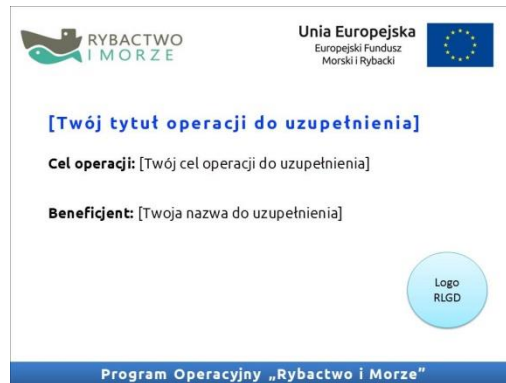 RYBACTWO
I MORZE
Unia Europejska
Europejski Fundusz
Morski i Rybacki
[Twój tytuł operacji do uzupełnienia]
Cel operacji: [Twój cel operacji do uzupełnienia]
Beneficjent: [Twoja nazwa do uzupełnienia]
Logo
RLGD
Program Operacyjny „Rybactwo i Morze”